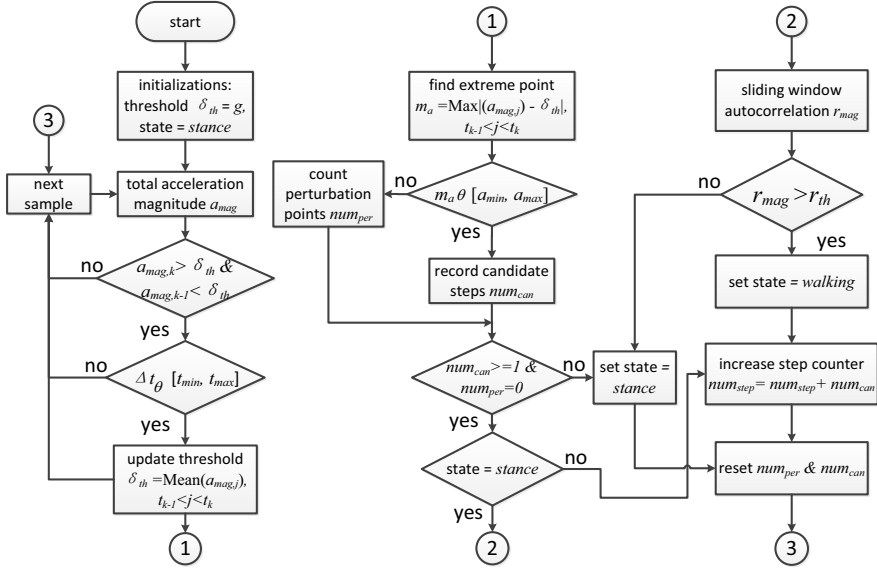 start
initializations:
threshold δth = g,
state = stance
3
next
sample
total acceleration
magnitude amag
amag,k > δth &
amag,k-1 < δth
no
yes
Δtθ [tmin, tmax]
no
yes
update threshold
δth =Mean(amag,j),
tk-1<j<tk
1
1
find extreme point
ma =Max|(amag,j) - δth|,
tk-1<j<tk
ma θ [amin, amax]
no
count
perturbation
points numper
yes
record candidate
steps numcan
numcan>=1 &
numper=0
no
set state =
stance
yes
state = stance
no
yes
2
2
sliding window
autocorrelation rmag
rmag >rth
no
yes
set state = walking
increase step counter
numstep= numstep+ numcan
reset numper & numcan
3